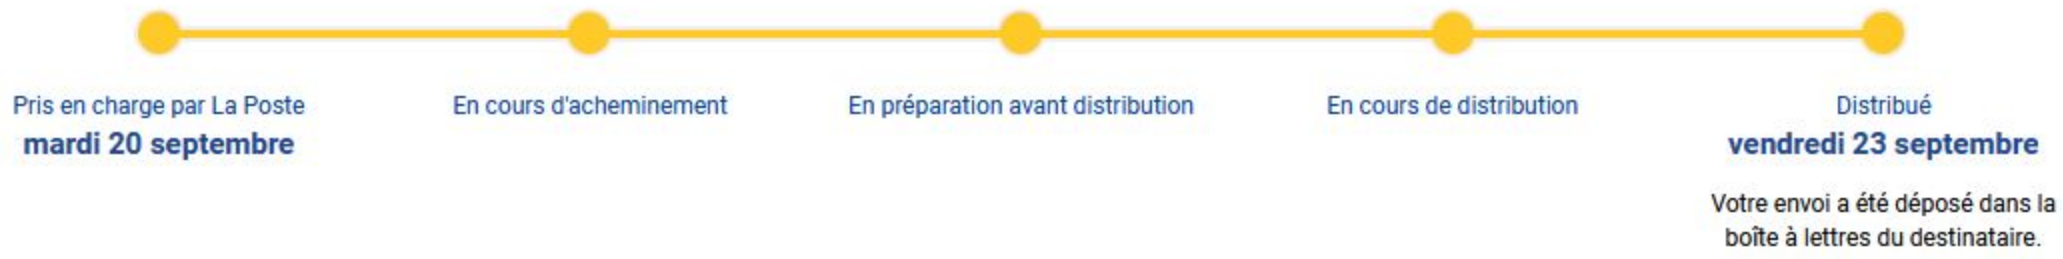 Pris en charge par La Poste
mardi 20 septembre
En cours d'acheminement
En préparation avant distribution
En cours de distribution
Distribué
vendredi 23 septembre
Votre envoi a été déposé dans la
boîte à lettres du destinataire.